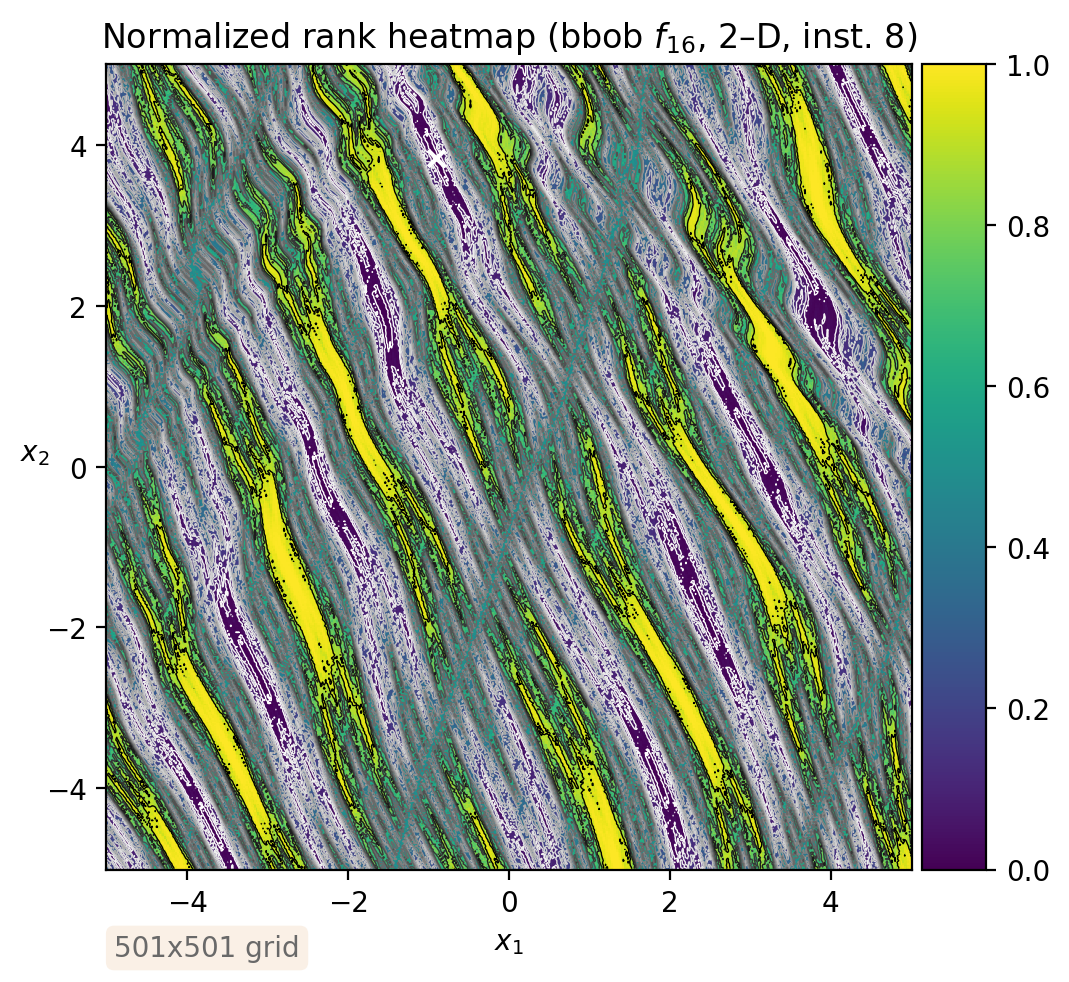 Normalized rank heatmap (bbob f₁₆, 2–D, inst. 8)
1.0
0.8
0.6
0.4
0.2
0.0
4
2
0
−2
−4
x₂
−4 −2 0 2 4
x₁
501x501 grid